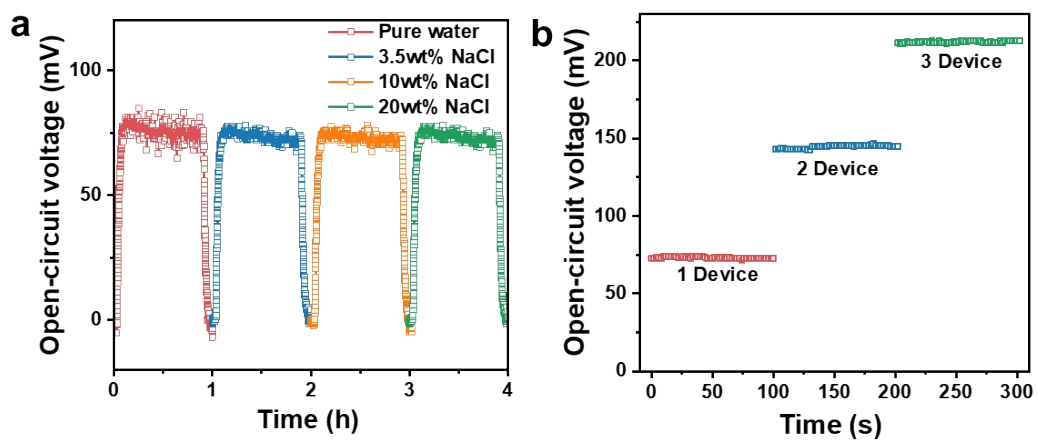 a
Pure water
3.5wt% NaCl
10wt% NaCl
20wt% NaCl
100
50
0
Open-circuit voltage (mV)
0 1 2 3 4
Time (h)
b
200
150
100
50
0
Open-circuit voltage (mV)
3 Device
2 Device
1 Device
0 50 100 150 200 250 300
Time (s)